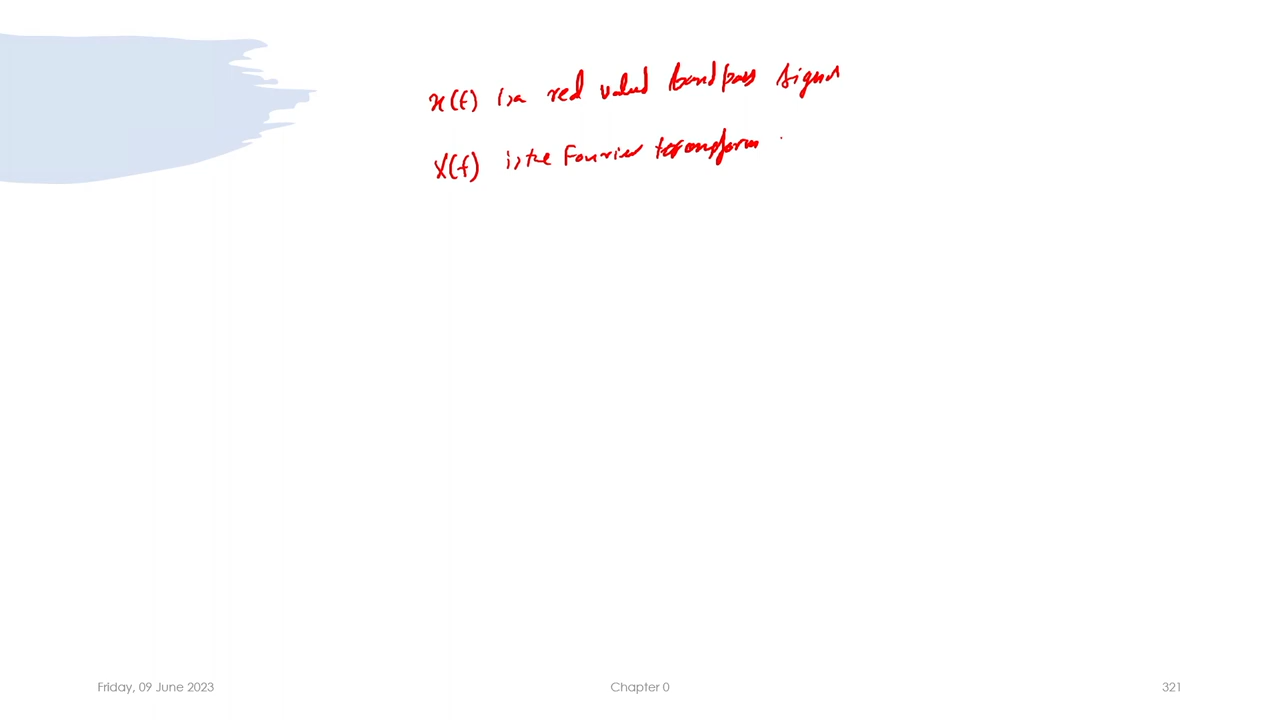 x(t) is a real valued bandpass signal
X(f) is the Fourier transform
Friday, 09 June 2023
Chapter 0
321